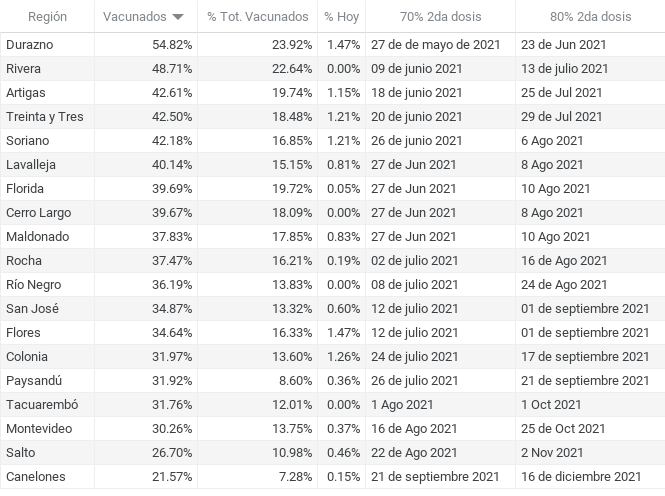 Región Vacunados % Tot. Vacunados % Hoy 70% 2da dosis 80% 2da dosis
Durazno 54.82% 23.92% 1.47% 27 de de mayo de 2021 23 de Jun 2021
Rivera 48.71% 22.64% 0.00% 09 de junio 2021 13 de julio 2021
Artigas 42.61% 19.74% 1.15% 18 de junio 2021 25 de Jul 2021
Treinta y Tres 42.50% 18.48% 1.21% 20 de junio 2021 29 de Jul 2021
Soriano 42.18% 16.85% 1.21% 26 de junio 2021 6 Ago 2021
Lavalleja 40.14% 15.15% 0.81% 27 de Jun 2021 8 Ago 2021
Florida 39.69% 19.72% 0.05% 27 de Jun 2021 10 Ago 2021
Cerro Largo 39.67% 18.09% 0.00% 27 de Jun 2021 8 Ago 2021
Maldonado 37.83% 17.85% 0.83% 27 de Jun 2021 10 Ago 2021
Rocha 37.47% 16.21% 0.19% 02 de julio 2021 16 de Ago 2021
Río Negro 36.19% 13.83% 0.00% 08 de julio 2021 24 de Ago 2021
San José 34.87% 13.32% 0.60% 12 de julio 2021 01 de septiembre 2021
Flores 34.64% 16.33% 1.47% 12 de julio 2021 01 de septiembre 2021
Colonia 31.97% 13.60% 1.26% 24 de julio 2021 17 de septiembre 2021
Paysandú 31.92% 8.60% 0.36% 26 de julio 2021 21 de septiembre 2021
Tacuarembó 31.76% 12.01% 0.00% 1 Ago 2021 1 Oct 2021
Montevideo 30.26% 13.75% 0.37% 16 de Ago 2021 25 de Oct 2021
Salto 26.70% 10.98% 0.46% 22 de Ago 2021 2 Nov 2021
Canelones 21.57% 7.28% 0.15% 21 de septiembre 2021 16 de diciembre 2021